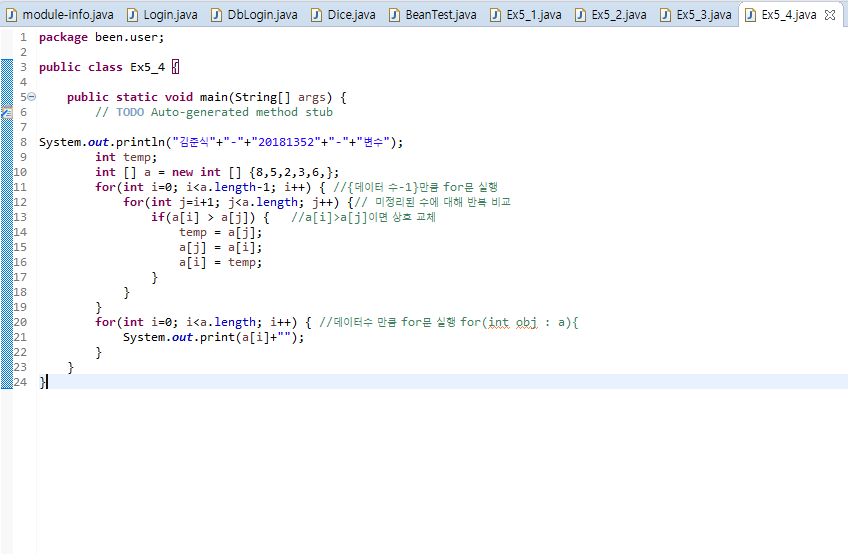 module-info.java Login.java DbLogin.java Dice.java BeanTest.java Ex5_1.java Ex5_2.java Ex5_3.java Ex5_4.java
1 package been.user;
2
3 public class Ex5_4 {
4
5 public static void main(String[] args) {
6 // TODO Auto-generated method stub
7
8 System.out.println("김준식"+"-"+"20181352"+"-"+"변수");
9 int temp;
10 int [] a = new int [] {8,5,2,3,6,};
11 for(int i=0; i<a.length-1; i++) { //{데이터 수-1}만큼 for문 실행
12 for(int j=i+1; j<a.length; j++) {// 미정리된 수에 대해 반복 비교
13 if(a[i] > a[j]) { //a[i]>a[j]이면 상호 교체
14 temp = a[j];
15 a[j] = a[i];
16 a[i] = temp;
17 }
18 }
19 }
20 for(int i=0; i<a.length; i++) { //데이터수 만큼 for문 실행 for(int obj : a){
21 System.out.print(a[i]+"");
22 }
23 }
24 }